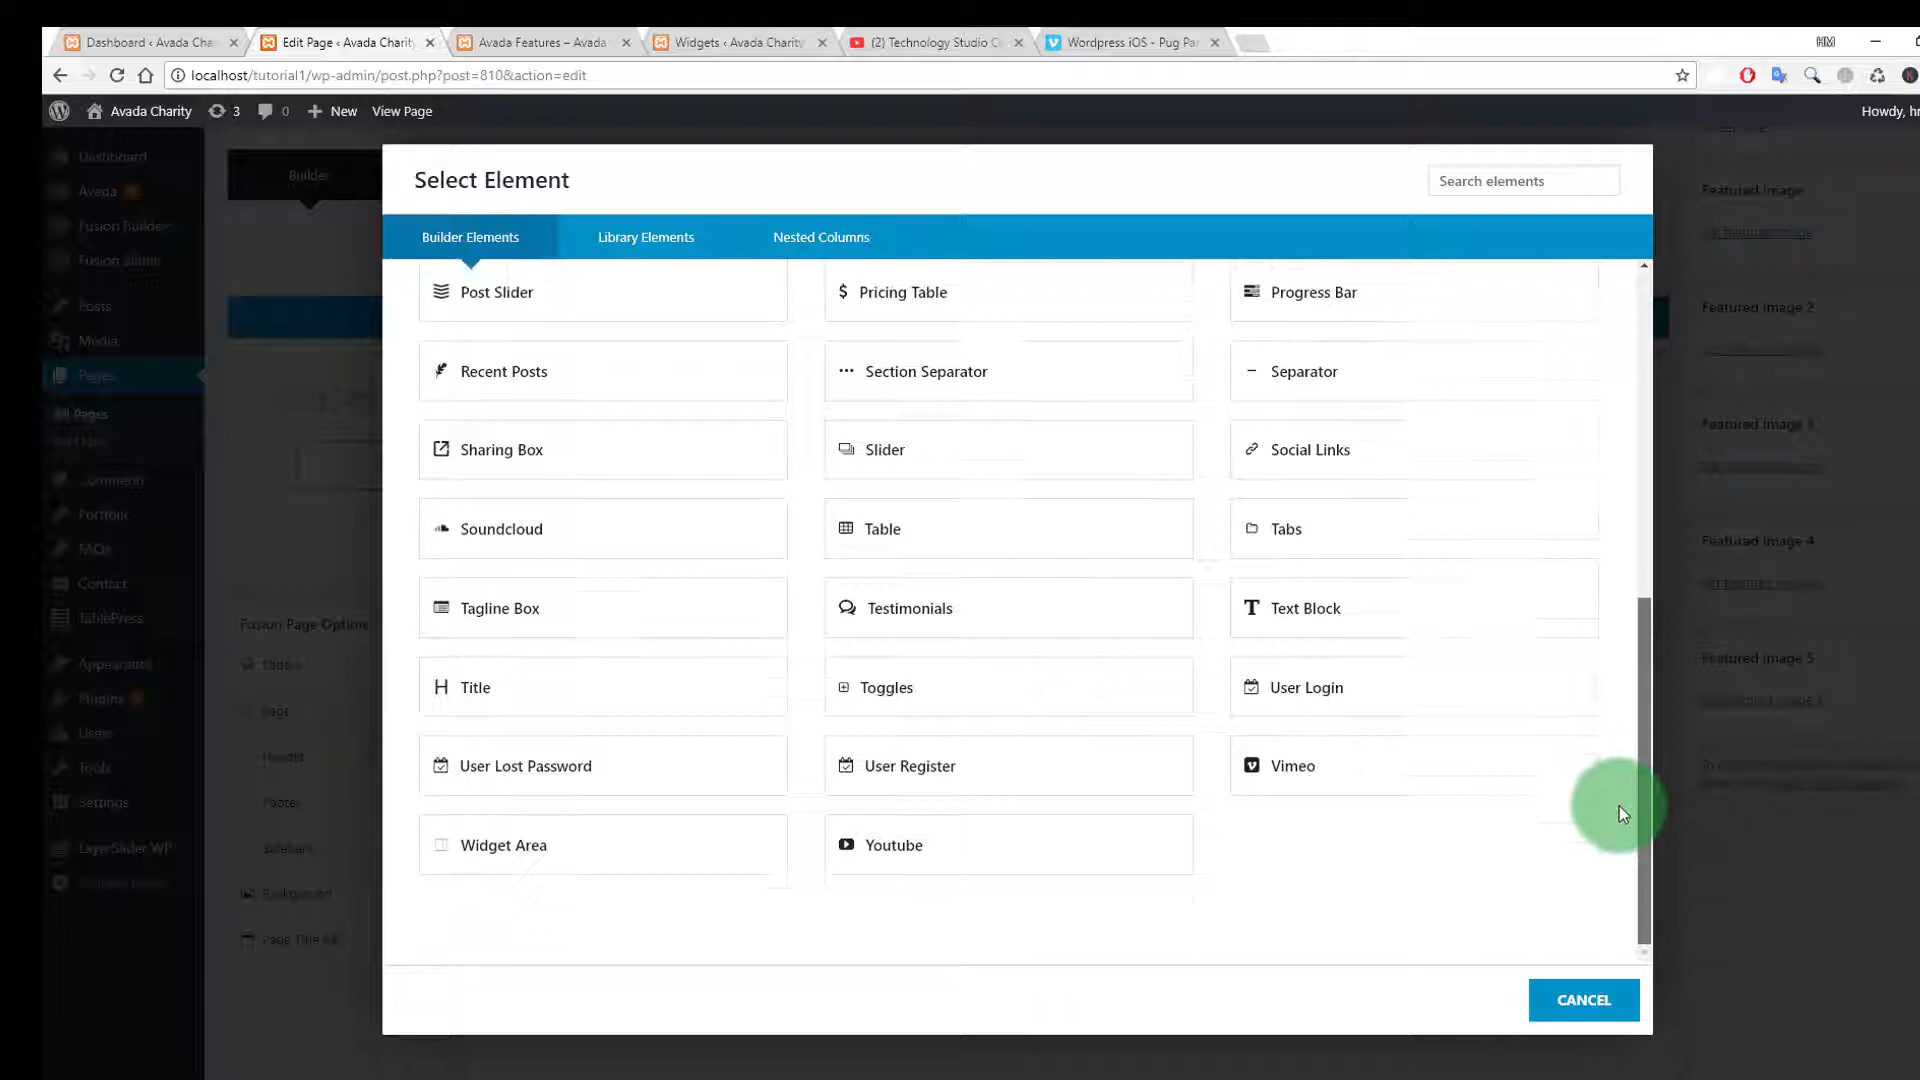 Dashboard ‹ Avada Cha
Edit Page ‹ Avada Charity
Avada Features – Avada
Widgets ‹ Avada Charity
(2) Technology Studio C
Wordpress iOS - Pug Par
HM
localhost/tutorial1/wp-admin/post.php?post=810&action=edit
Avada Charity
3
0
New
View Page
Howdy, hr
Dashboard
Avada
Fusion Builder
Fusion Slider
Posts
Media
Pages
All Pages
Comments
Portfolio
FAQs
Contact
TablePress
Appearance
Plugins
Users
Tools
Settings
LayerSlider WP
Builder
Fusion Page Options
Sliders
Page
Header
Footer
Sidebars
Background
Page Title Bar
Select Element
Search elements
Builder Elements
Library Elements
Nested Columns
Post Slider
Pricing Table
Progress Bar
Recent Posts
Section Separator
Separator
Sharing Box
Slider
Social Links
Soundcloud
Table
Tabs
Tagline Box
Testimonials
Text Block
Title
Toggles
User Login
User Lost Password
User Register
Vimeo
Widget Area
Youtube
CANCEL
Featured Image
Featured Image 2
Featured Image 4
Featured Image 5